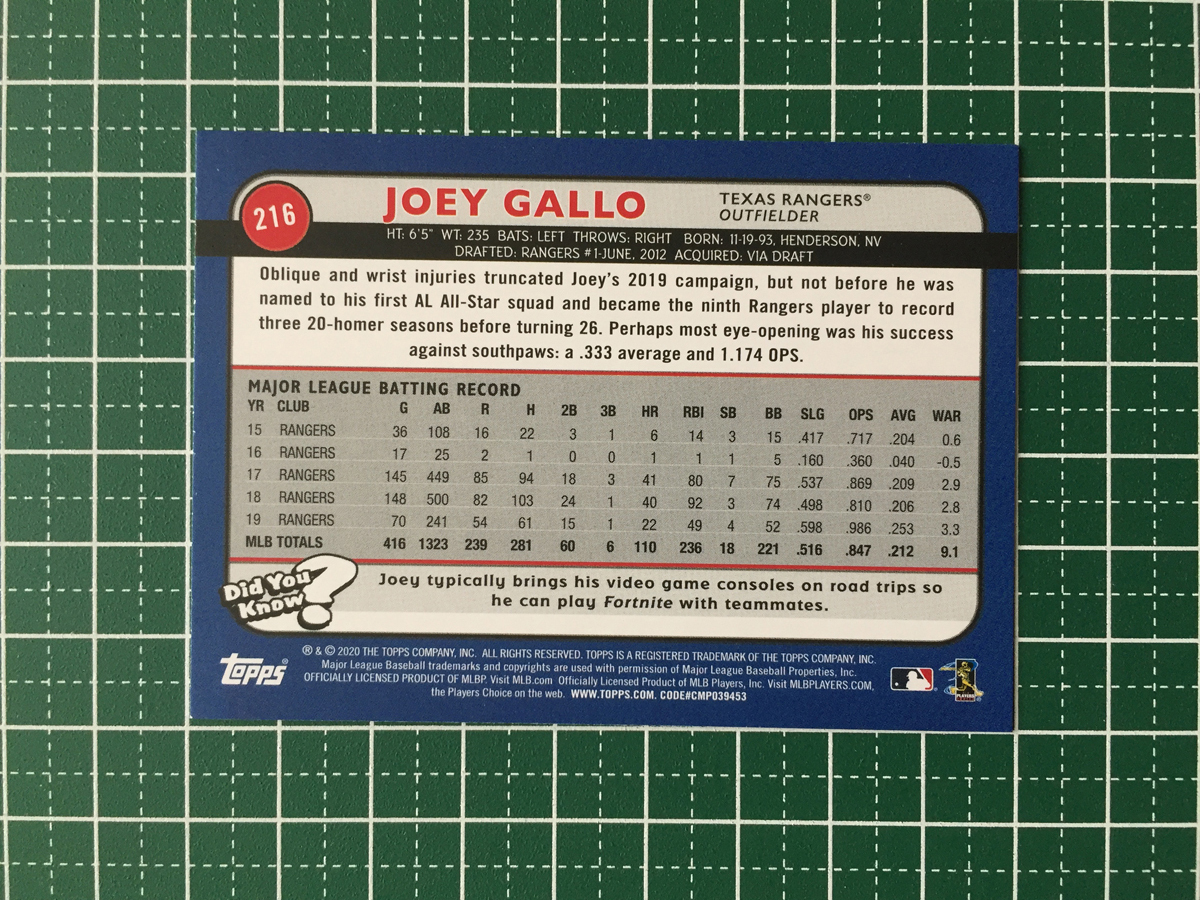 216
JOEY GALLO
TEXAS RANGERS®
OUTFIELDER
HT: 6'5" WT: 235 BATS: LEFT THROWS: RIGHT BORN: 11-19-93, HENDERSON, NV
DRAFTED: RANGERS #1-JUNE, 2012 ACQUIRED: VIA DRAFT
Oblique and wrist injuries truncated Joey's 2019 campaign, but not before he was
named to his first AL All-Star squad and became the ninth Rangers player to record
three 20-homer seasons before turning 26. Perhaps most eye-opening was his success
against southpaws: a .333 average and 1.174 OPS.
MAJOR LEAGUE BATTING RECORD
YR CLUB G AB R H 2B 3B HR RBI SB BB SLG OPS AVG WAR
15 RANGERS 36 108 16 22 3 1 6 14 3 15 .417 .717 .204 0.6
16 RANGERS 17 25 2 1 0 0 1 1 1 5 .160 .360 .040 -0.5
17 RANGERS 145 449 85 94 18 3 41 80 7 75 .537 .869 .209 2.9
18 RANGERS 148 500 82 103 24 1 40 92 3 74 .498 .810 .206 2.8
19 RANGERS 70 241 54 61 15 1 22 49 4 52 .598 .986 .253 3.3
MLB TOTALS 416 1323 239 281 60 6 110 236 18 221 .516 .847 .212 9.1
Did You
Know?
Joey typically brings his video game consoles on road trips so
he can play Fortnite with teammates.
topps®
® & © 2020 THE TOPPS COMPANY, INC. ALL RIGHTS RESERVED. TOPPS IS A REGISTERED TRADEMARK OF THE TOPPS COMPANY, INC.
Major League Baseball trademarks and copyrights are used with permission of Major League Baseball Properties, Inc.
OFFICIALLY LICENSED PRODUCT OF MLBP. Visit MLB.com Officially Licensed Product of MLB Players, Inc. Visit MLBPLAYERS.COM,
the Players Choice on the web. WWW.TOPPS.COM. CODE#CMP039453